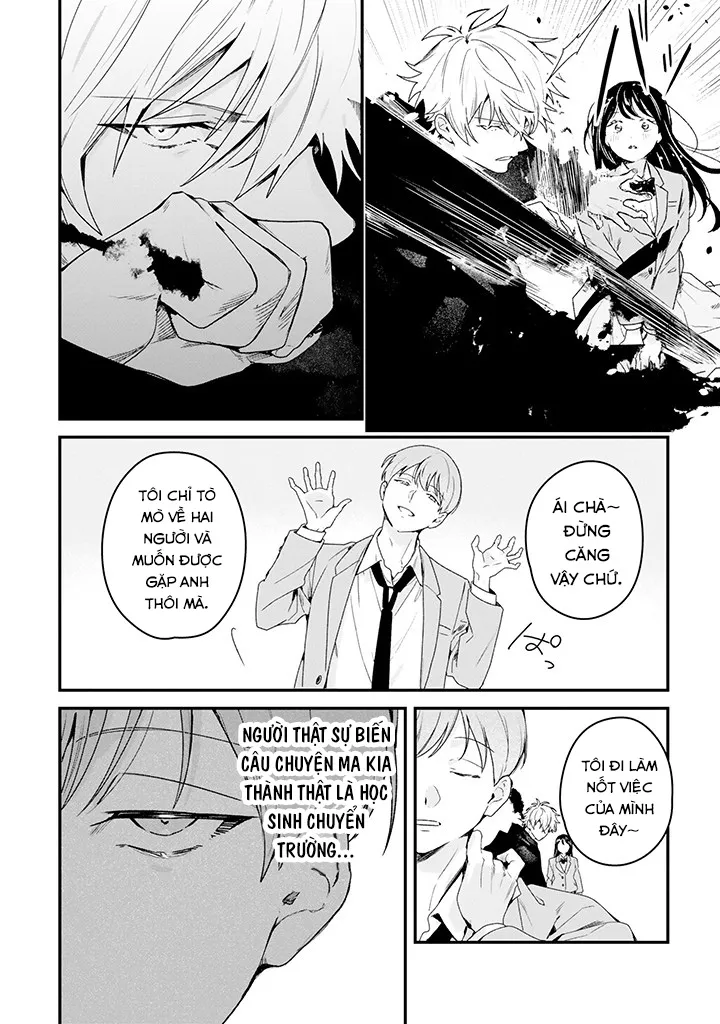 ÁI CHÀ~
ĐỪNG
CĂNG
VẬY CHỨ.
TÔI CHỈ TÒ
MÒ VỀ HAI
NGƯỜI VÀ
MUỐN ĐƯỢC
GẶP ANH
THÔI MÀ.
ぱっ
TÔI ĐI LÀM
NỐT VIỆC
CỦA MÌNH
ĐÂY~
NGƯỜI THẬT SỰ BIẾN
CÂU CHUYỆN MA KIA
THÀNH THẬT LÀ HỌC
SINH CHUYỂN
TRƯỜNG...